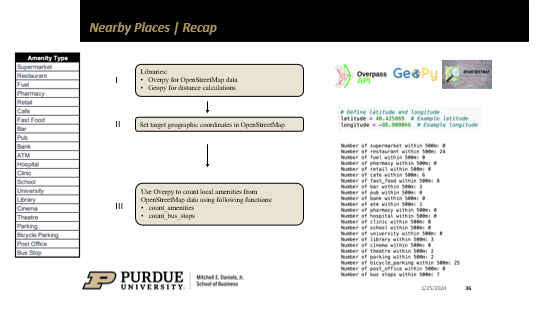 Nearby Places | Recap
Amenity Type
Supermarket
Restaurant
Fuel
Pharmacy
Retail
Cafe
Fast Food
Bar
Pub
Bank
ATM
Hospital
Clinic
School
University
Library
Cinema
Theatre
Parking
Bicycle Parking
Post Office
Bus Stop
I
Libraries:
• Overpy for OpenStreetMap data
• Geopy for distance calculations
II
Set target geographic coordinates in OpenStreetMap
III
Use Overpy to count local amenities from
OpenStreetMap data using following functions:
• count_amenities
• count_bus_stops
Overpass
API
GeoPy
OPENSTREETMAP
# Define latitude and longitude
latitude = 40.425869 # Example latitude
longitude = -86.908066 # Example longitude
Number of supermarket within 500m: 0
Number of restaurant within 500m: 24
Number of fuel within 500m: 0
Number of pharmacy within 500m: 0
Number of retail within 500m: 0
Number of cafe within 500m: 6
Number of fast_food within 500m: 8
Number of bar within 500m: 3
Number of pub within 500m: 0
Number of bank within 500m: 0
Number of atm within 500m: 1
Number of pharmacy within 500m: 0
Number of hospital within 500m: 0
Number of clinic within 500m: 0
Number of school within 500m: 0
Number of university within 500m: 0
Number of library within 500m: 3
Number of cinema within 500m: 0
Number of theatre within 500m: 2
Number of parking within 500m: 2
Number of bicycle_parking within 500m: 25
Number of post_office within 500m: 0
Number of bus stops within 500m: 7
PURDUE
UNIVERSITY
Mitchell E. Daniels, Jr.
School of Business
1/25/2024
36